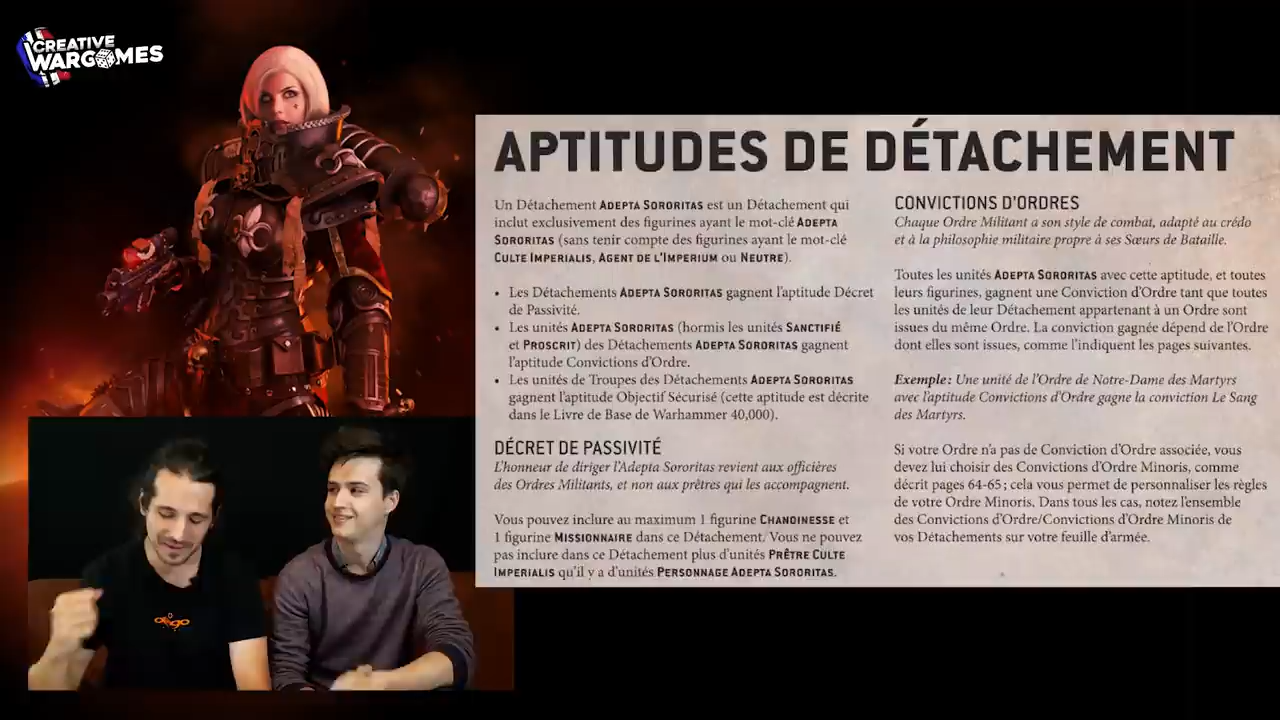 CREATIVE
WARGAMES
APTITUDES DE DÉTACHEMENT
Un Détachement ADEPTA SORORITAS est un Détachement qui
inclut exclusivement des figurines ayant le mot-clé ADEPTA
SORORITAS (sans tenir compte des figurines ayant le mot-clé
CULTE IMPERIALIS, AGENT DE L'IMPERIUM ou NEUTRE).
• Les Détachements ADEPTA SORORITAS gagnent l'aptitude Décret
de Passivité.
• Les unités ADEPTA SORORITAS (hormis les unités SANCTIFIÉ
et PROSCRIT) des Détachements ADEPTA SORORITAS gagnent
l'aptitude Convictions d'Ordre.
• Les unités de Troupes des Détachements ADEPTA SORORITAS
gagnent l'aptitude Objectif Sécurisé (cette aptitude est décrite
dans le Livre de Base de Warhammer 40,000).
DÉCRET DE PASSIVITÉ
L'honneur de diriger l'Adepta Sororitas revient aux officières
des Ordres Militants, et non aux prêtres qui les accompagnent.
Vous pouvez inclure au maximum 1 figurine CHANOINESSE et
1 figurine MISSIONNAIRE dans ce Détachement. Vous ne pouvez
pas inclure dans ce Détachement plus d'unités PRÊTRE CULTE
IMPERIALIS qu'il y a d'unités PERSONNAGE ADEPTA SORORITAS.
CONVICTIONS D'ORDRES
Chaque Ordre Militant a son style de combat, adapté au crédo
et à la philosophie militaire propre à ses Sœurs de Bataille.
Toutes les unités ADEPTA SORORITAS avec cette aptitude, et toutes
leurs figurines, gagnent une Conviction d'Ordre tant que toutes
les unités de leur Détachement appartenant à un Ordre sont
issues du même Ordre. La conviction gagnée dépend de l'Ordre
dont elles sont issues, comme l'indiquent les pages suivantes.
Exemple : Une unité de l'Ordre de Notre-Dame des Martyrs
avec l'aptitude Convictions d'Ordre gagne la conviction Le Sang
des Martyrs.
Si votre Ordre n'a pas de Conviction d'Ordre associée, vous
devez lui choisir des Convictions d'Ordre Minoris, comme
décrit pages 64-65 ; cela vous permet de personnaliser les règles
de votre Ordre Minoris. Dans tous les cas, notez l'ensemble
des Convictions d'Ordre/Convictions d'Ordre Minoris de
vos Détachements sur votre feuille d'armée.